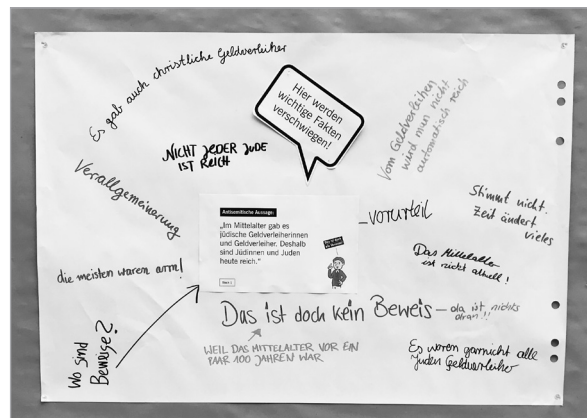 Es gab auch christliche Geldverleiher
Hier werden
wichtige Fakten
verschwiegen!
Vom Geldverleihen
wird man nicht
automatisch reich
NICHT JEDER JUDE
IST REICH
Verallgemeinerung
Antisemitische Aussage:
„Im Mittelalter gab es
jüdische Geldverleiherinnen
und Geldverleiher. Deshalb
sind Jüdinnen und Juden
heute reich.“
Vorurteil
Stimmt nicht.
Zeit ändert
vieles
Das Mittelalter
ist nicht aktuell!
die meisten waren arm!
Das ist doch kein Beweis – da ist nichts
dran!!
WEIL DAS MITTELALTER VOR EIN
PAAR 100 JAHREN WAR
Es waren garnicht alle
Juden Geldverleiher
Wo sind
Beweise?